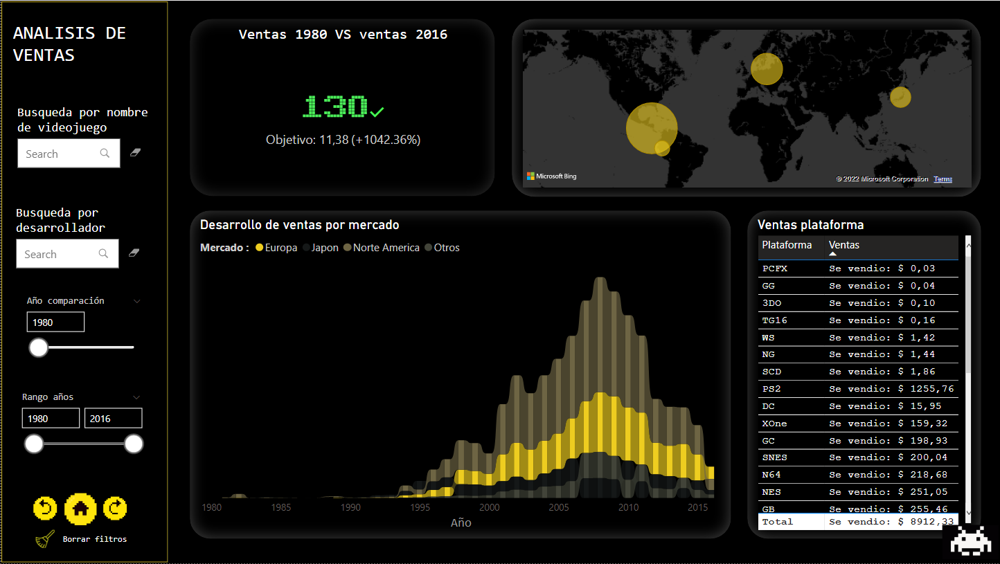 ANALISIS DE
VENTAS
Busqueda por nombre
de videojuego
Search
Busqueda por
desarrollador
Search
Año comparación
1980
Rango años
1980 2016
Borrar filtros
Ventas 1980 VS ventas 2016
130
Objetivo: 11,38 (+1042.36%)
Microsoft Bing
© 2022 Microsoft Corporation Terms
Desarrollo de ventas por mercado
Mercado : Europa Japon Norte America Otros
1980 1985 1990 1995 2000 2005 2010 2015
Año
Ventas plataforma
Plataforma Ventas
PCFX Se vendio: $ 0,03
GG Se vendio: $ 0,04
3DO Se vendio: $ 0,10
TG16 Se vendio: $ 0,16
WS Se vendio: $ 1,42
NG Se vendio: $ 1,44
SCD Se vendio: $ 1,86
PS2 Se vendio: $ 1255,76
DC Se vendio: $ 15,95
XOne Se vendio: $ 159,32
GC Se vendio: $ 198,93
SNES Se vendio: $ 200,04
N64 Se vendio: $ 218,68
NES Se vendio: $ 251,05
GB Se vendio: $ 255,46
Total Se vendio: $ 8912,33